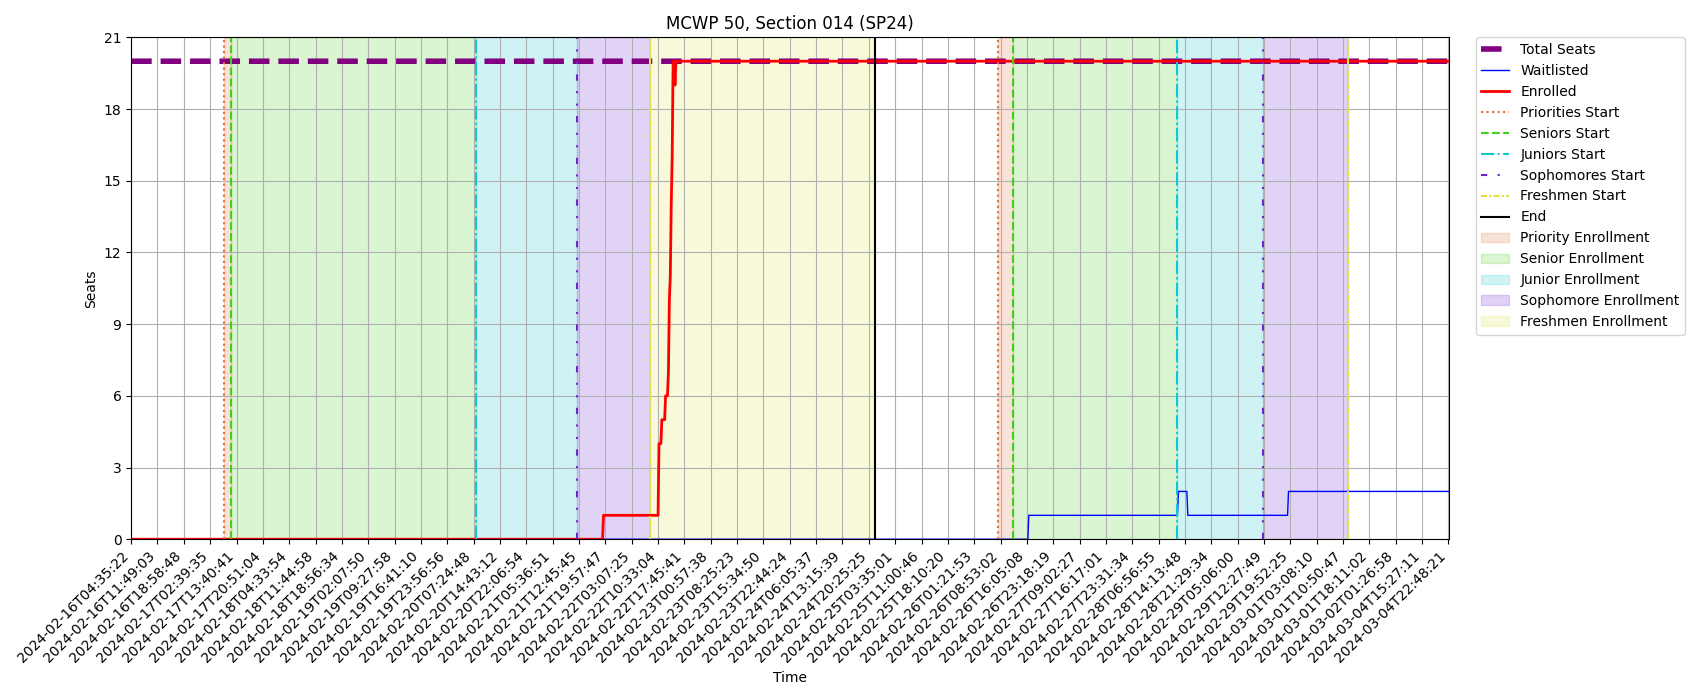 MCWP 50, Section 014 (SP24)
21
18
15
12
9
6
3
0
Seats
2024-02-16T04:35:22
2024-02-16T11:49:03
2024-02-16T18:58:48
2024-02-17T02:39:35
2024-02-17T13:40:41
2024-02-17T20:51:04
2024-02-18T04:33:54
2024-02-18T11:44:58
2024-02-18T18:56:34
2024-02-19T02:07:50
2024-02-19T09:27:58
2024-02-19T16:41:10
2024-02-19T23:56:56
2024-02-20T07:24:48
2024-02-20T14:43:12
2024-02-20T22:06:54
2024-02-21T05:36:51
2024-02-21T12:45:45
2024-02-21T19:57:47
2024-02-22T03:07:25
2024-02-22T10:33:04
2024-02-22T17:45:41
2024-02-23T00:57:38
2024-02-23T08:25:23
2024-02-23T15:34:50
2024-02-23T22:44:24
2024-02-24T06:05:37
2024-02-24T13:15:39
2024-02-24T20:25:25
2024-02-25T03:35:01
2024-02-25T11:00:46
2024-02-25T18:10:20
2024-02-26T01:21:53
2024-02-26T08:53:02
2024-02-26T16:05:08
2024-02-26T23:18:19
2024-02-27T09:02:27
2024-02-27T16:17:01
2024-02-27T23:31:34
2024-02-28T06:56:55
2024-02-28T14:13:48
2024-02-28T21:29:34
2024-02-29T05:06:00
2024-02-29T12:27:49
2024-02-29T19:52:25
2024-03-01T03:08:10
2024-03-01T10:50:47
2024-03-01T18:11:02
2024-03-02T01:26:58
2024-03-04T15:27:11
2024-03-04T22:48:21
Time
Total Seats
Waitlisted
Enrolled
Priorities Start
Seniors Start
Juniors Start
Sophomores Start
Freshmen Start
End
Priority Enrollment
Senior Enrollment
Junior Enrollment
Sophomore Enrollment
Freshmen Enrollment